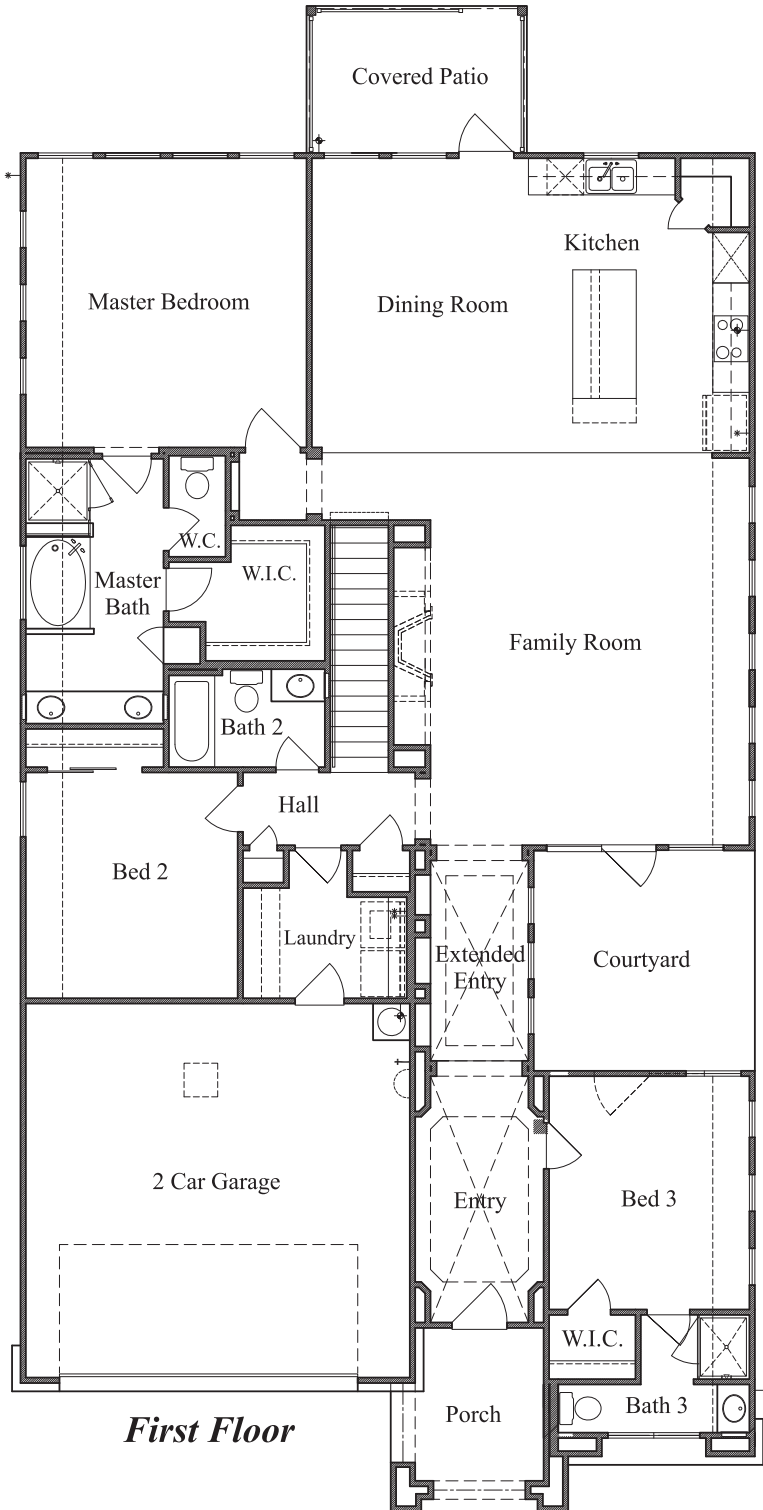 Covered Patio
Kitchen
Master Bedroom
Dining Room
W.C.
W.I.C.
Master
Bath
Family Room
Bath 2
Hall
Bed 2
Laundry
Extended
Entry
Courtyard
2 Car Garage
Entry
Bed 3
W.I.C.
Bath 3
Porch
First Floor